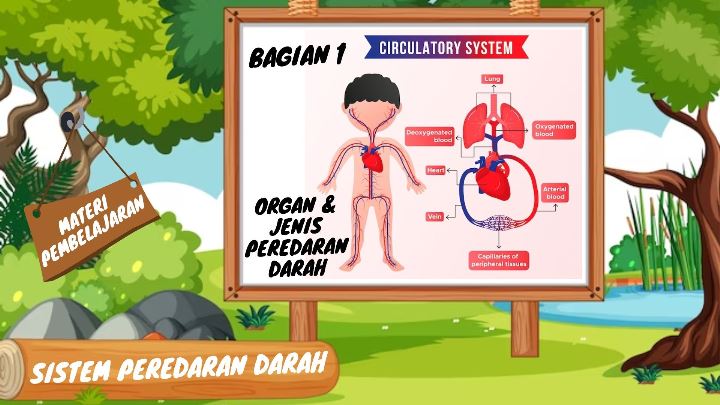 BAGIAN 1
CIRCULATORY SYSTEM
Lung
Deoxygenated
blood
Oxygenated
blood
Heart
Arterial
blood
Vein
Capillaries of
peripheral tissues
ORGAN &
JENIS
PEREDARAN
DARAH
MATERI
PEMBELAJARAN
SISTEM PEREDARAN DARAH